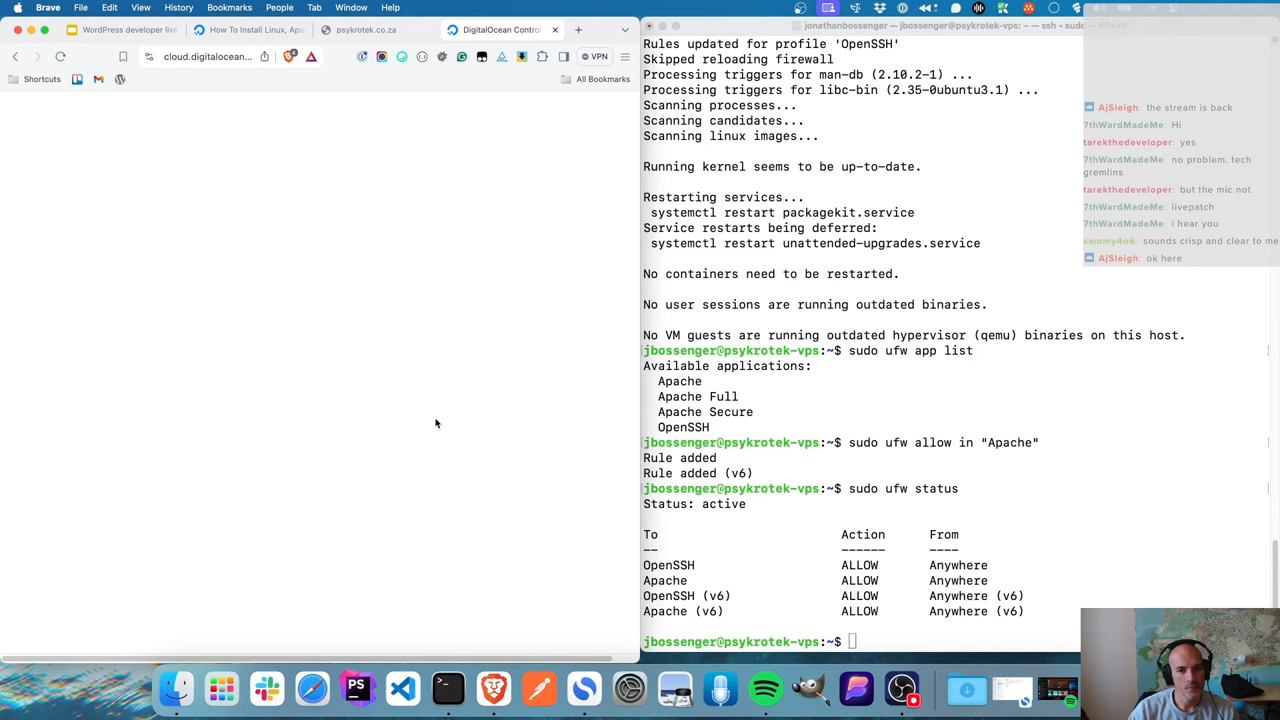 Brave File Edit View History Bookmarks People Tab Window Help
WordPress developer live
How To Install Linux, Apa
psykrotek.co.za
DigitalOcean Control
cloud.digitalocean...
VPN
Shortcuts
All Bookmarks
jonathanbossenger — jbossenger@psykrotek-vps: ~ — ssh • sudo
Rules updated for profile 'OpenSSH'
Skipped reloading firewall
Processing triggers for man-db (2.10.2-1) ...
Processing triggers for libc-bin (2.35-0ubuntu3.1) ...
Scanning processes...
Scanning candidates...
Scanning linux images...
Running kernel seems to be up-to-date.
Restarting services...
systemctl restart packagekit.service
Service restarts being deferred:
systemctl restart unattended-upgrades.service
No containers need to be restarted.
No user sessions are running outdated binaries.
No VM guests are running outdated hypervisor (qemu) binaries on this host.
jbossenger@psykrotek-vps:~$ sudo ufw app list
Available applications:
Apache
Apache Full
Apache Secure
OpenSSH
jbossenger@psykrotek-vps:~$ sudo ufw allow in "Apache"
Rule added
Rule added (v6)
jbossenger@psykrotek-vps:~$ sudo ufw status
Status: active
To Action From
-- ------ ----
OpenSSH ALLOW Anywhere
Apache ALLOW Anywhere
OpenSSH (v6) ALLOW Anywhere (v6)
Apache (v6) ALLOW Anywhere (v6)
jbossenger@psykrotek-vps:~$
AjSleigh: the stream is back
7thWardMadeMe: Hi
tarekthedeveloper: yes
7thWardMadeMe: no problem. tech
gremlins
tarekthedeveloper: but the mic not
7thWardMadeMe: livepatch
7thWardMadeMe: i hear you
sammy4n6: sounds crisp and clear to me
AjSleigh: ok here
PS